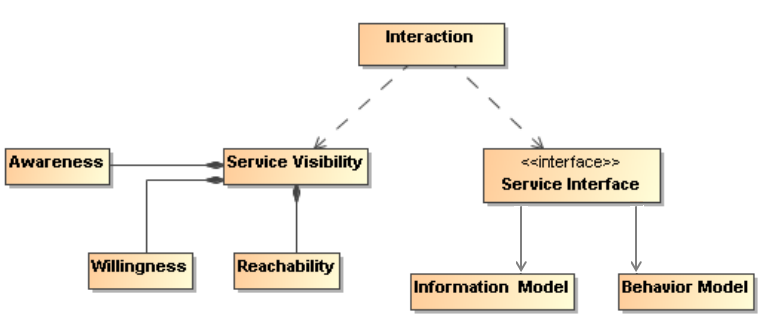 Interaction
Awareness
Service Visibility
<<interface>>
Service Interface
Willingness
Reachability
Information Model
Behavior Model